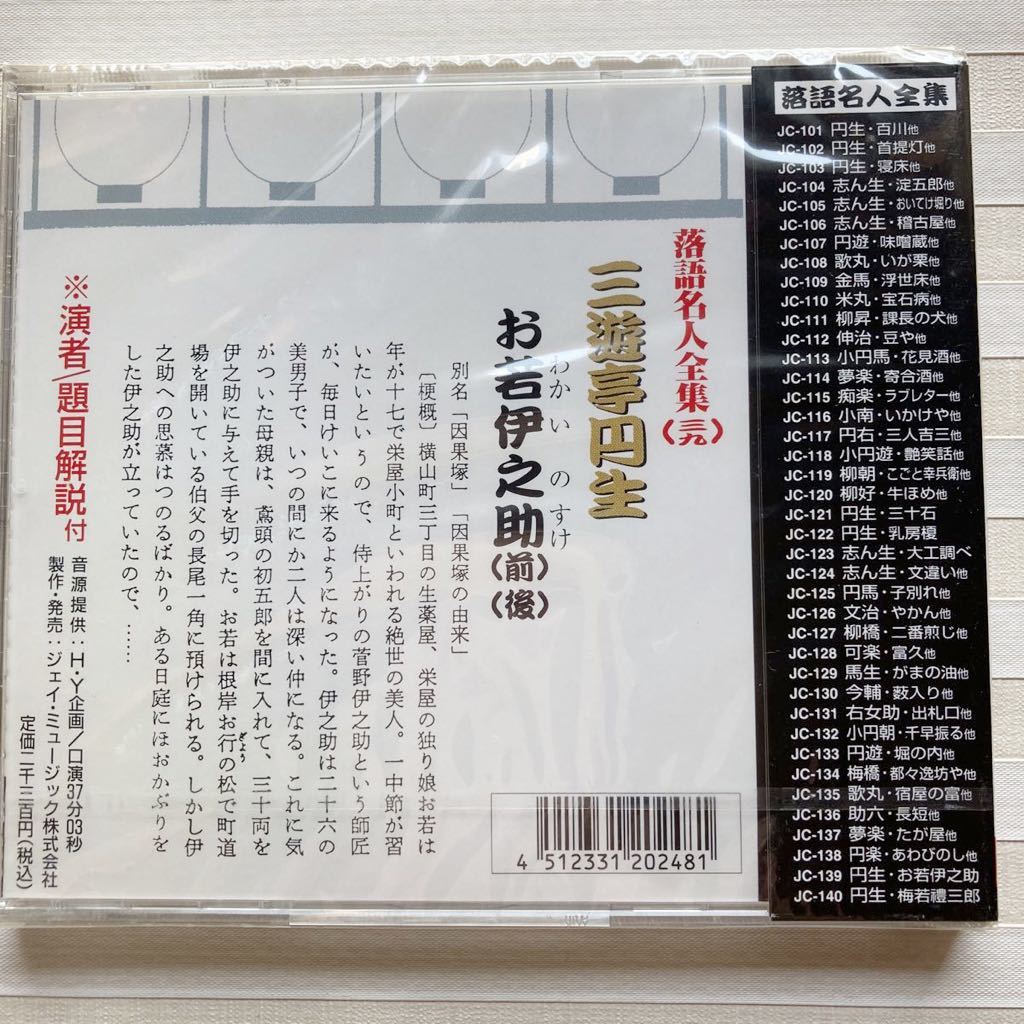 落語名人全集(三九)
三遊亭円生
お若伊之助(前)(後)
わかい のすけ
別名「因果塚」「因果塚の由来」
〔梗概〕横山町三丁目の生薬屋、栄屋の独り娘お若は
年が十七で栄屋小町といわれる絶世の美人。一中節が習
いたいというので、侍上がりの菅野伊之助という師匠
が、毎日けいこに来るようになった。伊之助は二十六の
美男子で、いつの間にか二人は深い仲になる。これに気
がついた母親は、鳶頭の初五郎を間に入れて、三十両を
伊之助に与えて手を切った。お若は根岸お行の松で町道
ぎょう
場を開いている伯父の長尾一角に預けられる。しかし伊
之助への思慕はつのるばかり。ある日庭にほおかぶりを
した伊之助が立っていたので、……
※演者/題目解説付
音源提供:H・Y企画/口演37分03秒
製作・発売:ジェイ・ミュージック株式会社
定価二千三百円(税込)
4 512331 202481
落語名人全集
JC-101 円生・百川他
JC-102 円生・首提灯他
JC-103 円生・寝床他
JC-104 志ん生・淀五郎他
JC-105 志ん生・おいてけ堀り他
JC-106 志ん生・稽古屋他
JC-107 円遊・味噌蔵他
JC-108 歌丸・いが栗他
JC-109 金馬・浮世床他
JC-110 米丸・宝石病他
JC-111 柳昇・課長の犬他
JC-112 伸治・豆や他
JC-113 小円馬・花見酒他
JC-114 夢楽・寄合酒他
JC-115 痴楽・ラブレター他
JC-116 小南・いかけや他
JC-117 円右・三人吉三他
JC-118 小円遊・艶笑話他
JC-119 柳朝・こごと幸兵衛他
JC-120 柳好・牛ほめ他
JC-121 円生・三十石
JC-122 円生・乳房榎
JC-123 志ん生・大工調べ
JC-124 志ん生・文違い他
JC-125 円馬・子別れ他
JC-126 文治・やかん他
JC-127 柳橋・二番煎じ他
JC-128 可楽・富久他
JC-129 馬生・がまの油他
JC-130 今輔・薮入り他
JC-131 右女助・出札口他
JC-132 小円朝・千早振る他
JC-133 円遊・堀の内他
JC-134 梅橋・都々逸坊や他
JC-135 歌丸・宿屋の富他
JC-136 助六・長短他
JC-137 夢楽・たが屋他
JC-138 円楽・あわびのし他
JC-139 円生・お若伊之助
JC-140 円生・梅若禮三郎